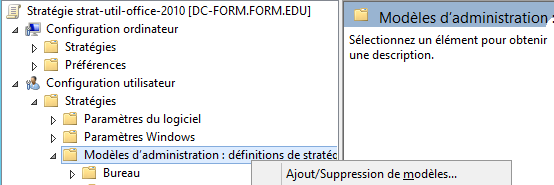 Stratégie strat-util-office-2010 [DC-FORM.FORM.EDU]
Configuration ordinateur
Stratégies
Préférences
Configuration utilisateur
Stratégies
Paramètres du logiciel
Paramètres Windows
Modèles d'administration : définitions de straté
Bureau
Ajout/Suppression de modèles...
Modèles d'administration :
Sélectionnez un élément pour obtenir
une description.